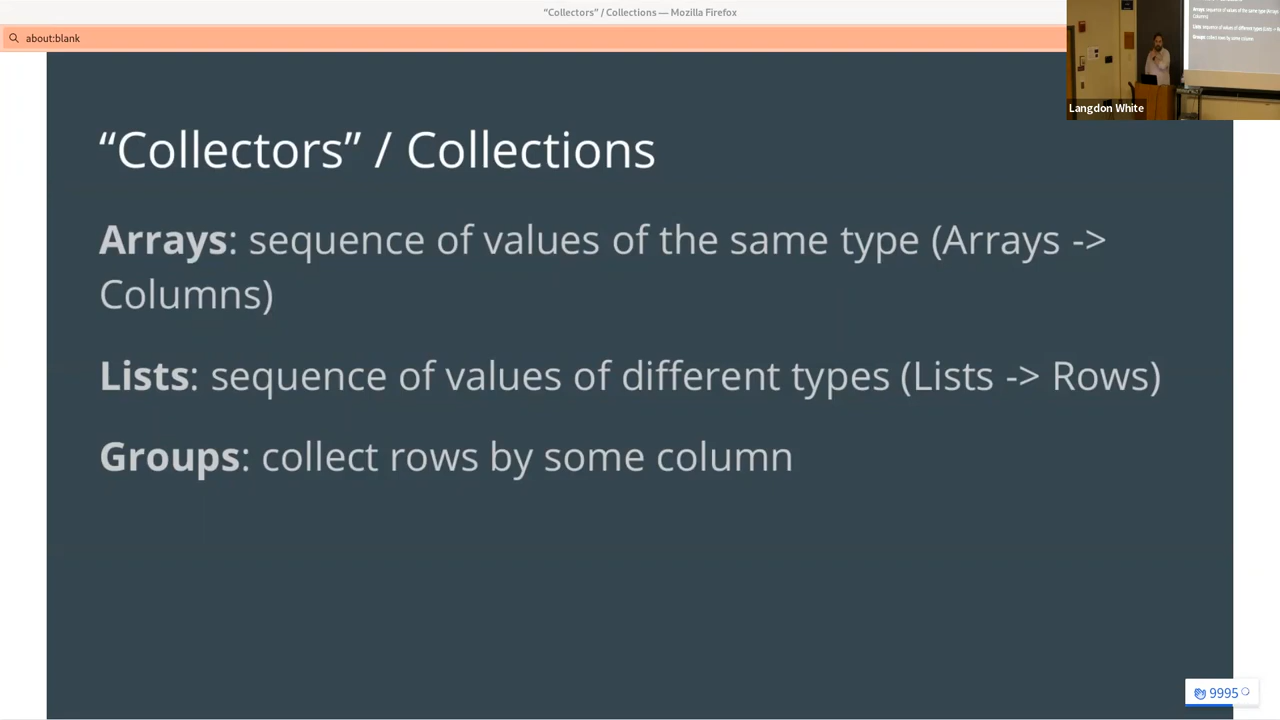 “Collectors” / Collections — Mozilla Firefox
about:blank
Langdon White
“Collectors” / Collections
Arrays: sequence of values of the same type (Arrays ->
Columns)
Lists: sequence of values of different types (Lists -> Rows)
Groups: collect rows by some column
9995